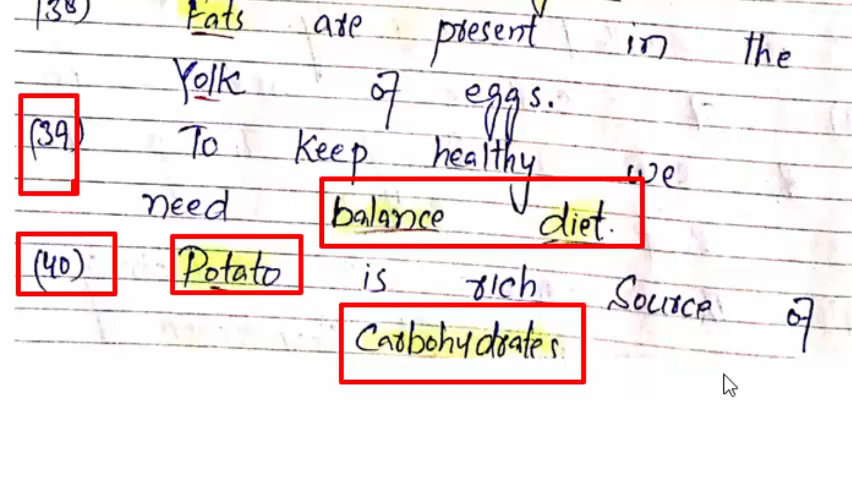 (38) Fats are present in the
Yolk of eggs.
(39) To Keep healthy we
need balance diet.
(40) Potato is rich Source of
Carbohydrates.